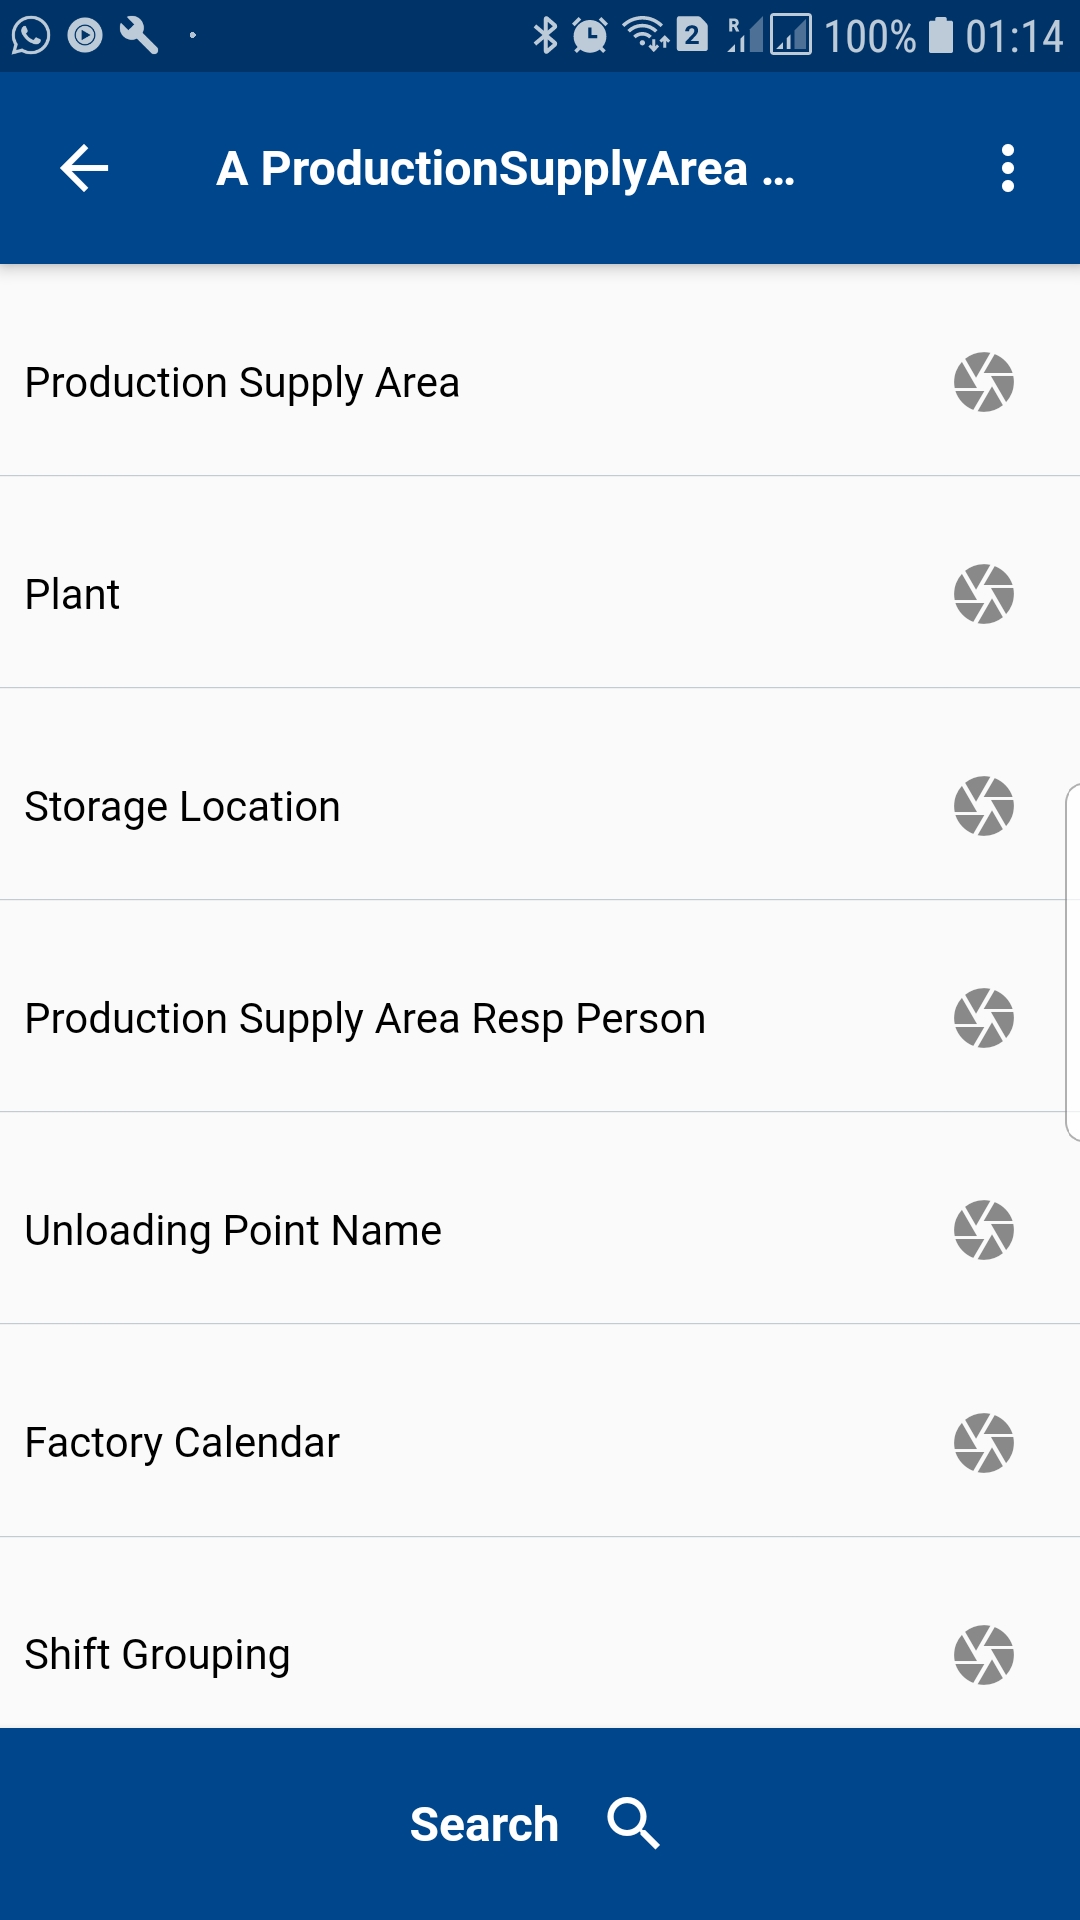 2 R 100% 01:14
A ProductionSupplyArea ...
Production Supply Area
Plant
Storage Location
Production Supply Area Resp Person
Unloading Point Name
Factory Calendar
Shift Grouping
Search